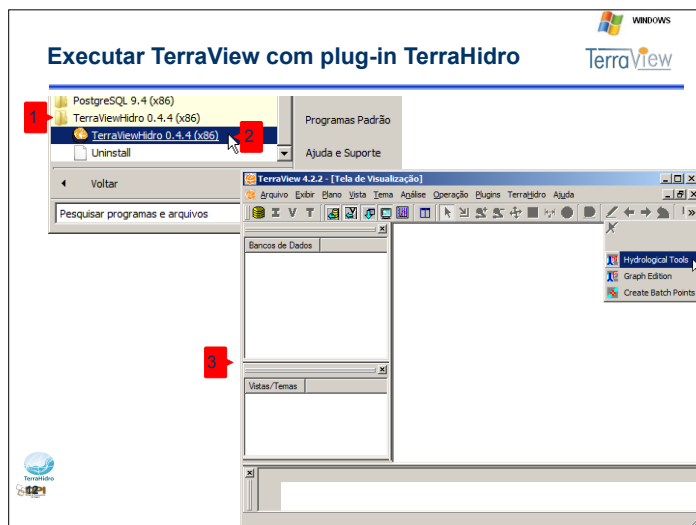 WINDOWS
TerraView
Executar TerraView com plug-in TerraHidro
PostgreSQL 9.4 (x86)
1
TerraViewHidro 0.4.4 (x86)
TerraViewHidro 0.4.4 (x86)
2
Uninstall
Voltar
Pesquisar programas e arquivos
Programas Padrão
Ajuda e Suporte
TerraView 4.2.2 - [Tela de Visualização]
Arquivo Exibir Plano Vista Tema Análise Operação Plugins TerraHidro Ajuda
I V T
Bancos de Dados
Hydrological Tools
Graph Edition
Create Batch Points
3
Vistas/Temas
TerraHidro